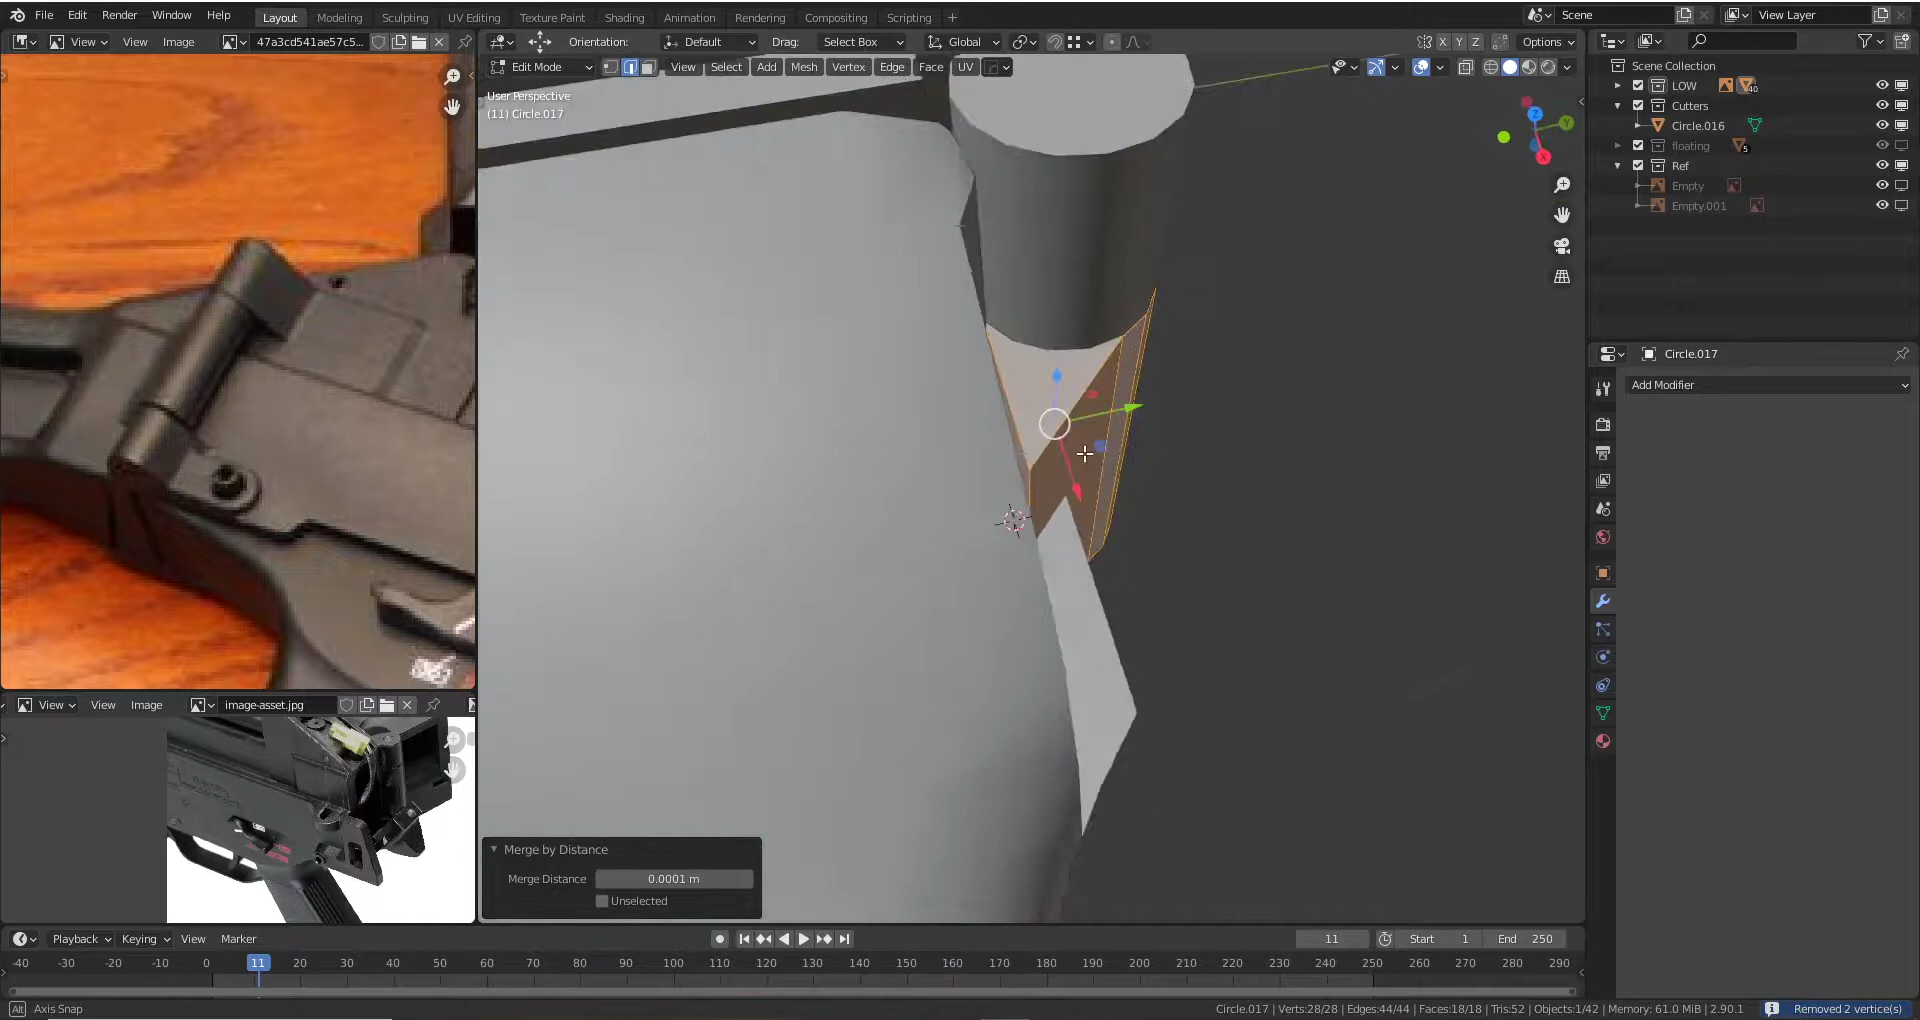 File Edit Render Window Help Layout Modeling Sculpting UV Editing Texture Paint Shading Animation Rendering Compositing Scripting + Scene View Layer
View View Image 47a3cd541ae57c5... Orientation: Default Drag: Select Box Global X Y Z Options
Edit Mode View Select Add Mesh Vertex Edge Face UV
User Perspective
(11) Circle.017
Z
Y
X
Scene Collection
LOW 40
Cutters
Circle.016
floating 5
Ref
Empty
Empty.001
Circle.017
Add Modifier
View View Image image-asset.jpg
Merge by Distance
Merge Distance 0.0001 m
Unselected
Playback Keying View Marker 11 Start 1 End 250
-40 -30 -20 -10 0 11 20 30 40 50 60 70 80 90 100 110 120 130 140 150 160 170 180 190 200 210 220 230 240 250 260 270 280 290
Alt Axis Snap Circle.017 | Verts:28/28 | Edges:44/44 | Faces:18/18 | Tris:52 | Objects:1/42 | Memory: 61.0 MiB | 2.90.1 Removed 2 vertice(s)